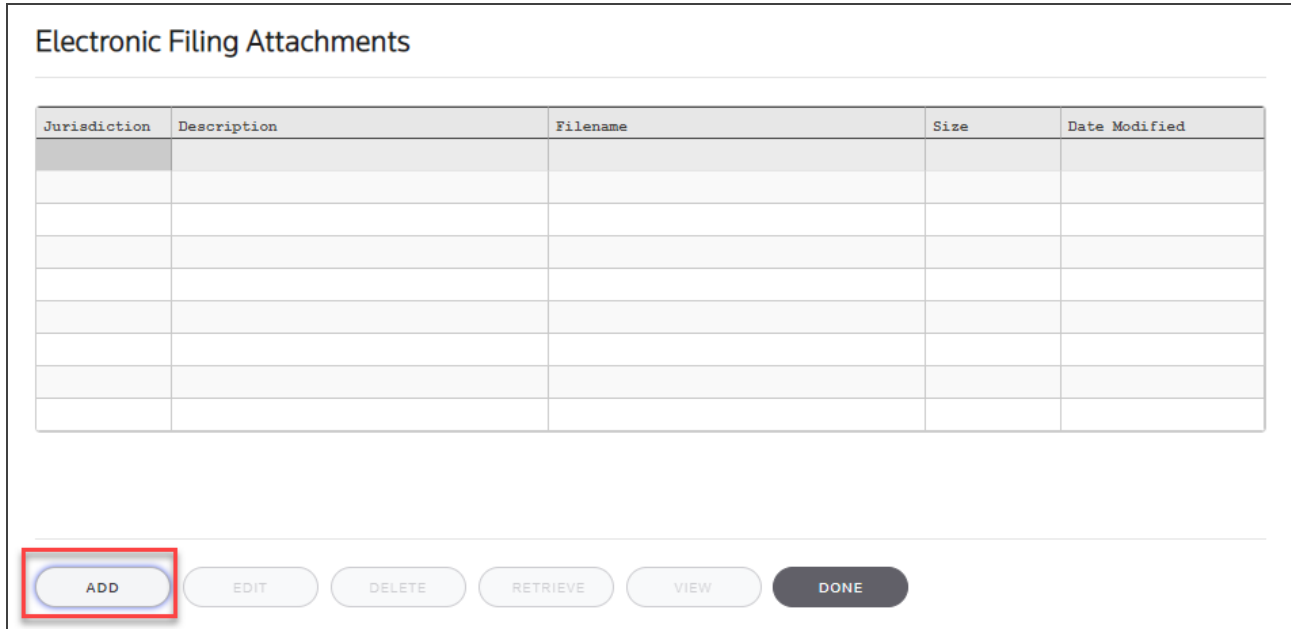 Electronic Filing Attachments
Jurisdiction Description Filename Size Date Modified
ADD EDIT DELETE RETRIEVE VIEW DONE